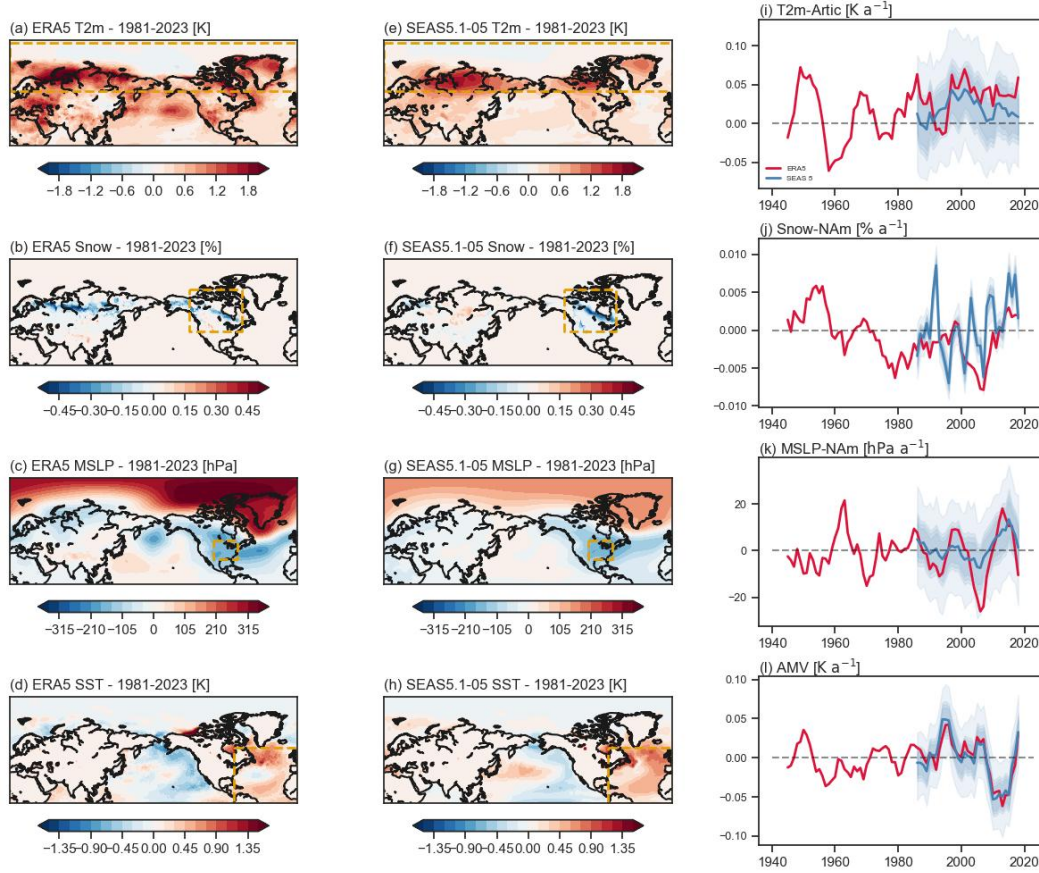 (a) ERA5 T2m - 1981-2023 [K]
−1.8 −1.2 −0.6 0.0 0.6 1.2 1.8
(e) SEAS5.1-05 T2m - 1981-2023 [K]
−1.8 −1.2 −0.6 0.0 0.6 1.2 1.8
(i) T2m-Artic [K a⁻¹]
0.10
0.05
0.00
−0.05
ERA5
SEAS 5
1940 1960 1980 2000 2020
(b) ERA5 Snow - 1981-2023 [%]
−0.45 −0.30 −0.15 0.00 0.15 0.30 0.45
(f) SEAS5.1-05 Snow - 1981-2023 [%]
−0.45 −0.30 −0.15 0.00 0.15 0.30 0.45
(j) Snow-NAm [% a⁻¹]
0.010
0.005
0.000
−0.005
−0.010
1940 1960 1980 2000 2020
(c) ERA5 MSLP - 1981-2023 [hPa]
−315 −210 −105 0 105 210 315
(g) SEAS5.1-05 MSLP - 1981-2023 [hPa]
−315 −210 −105 0 105 210 315
(k) MSLP-NAm [hPa a⁻¹]
20
0
−20
1940 1960 1980 2000 2020
(d) ERA5 SST - 1981-2023 [K]
−1.35 −0.90 −0.45 0.00 0.45 0.90 1.35
(h) SEAS5.1-05 SST - 1981-2023 [K]
−1.35 −0.90 −0.45 0.00 0.45 0.90 1.35
(l) AMV [K a⁻¹]
0.10
0.05
0.00
−0.05
−0.10
1940 1960 1980 2000 2020